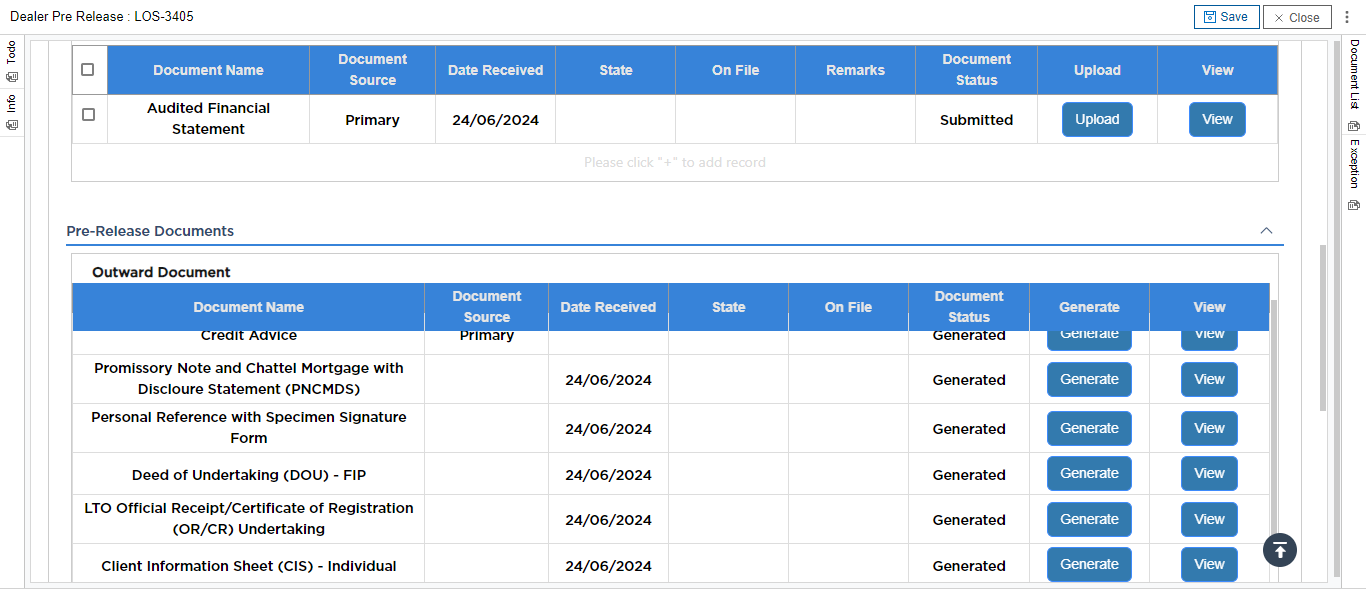 Dealer Pre Release : LOS-3405
Save
Close
Todo
Info
Document List
Exception
Document Name
Document Source
Date Received
State
On File
Remarks
Document Status
Upload
View
Audited Financial Statement
Primary
24/06/2024
Submitted
Upload
View
Please click "+" to add record
Pre-Release Documents
Outward Document
Document Name
Document Source
Date Received
State
On File
Document Status
Generate
View
Credit Advice
Primary
Generated
Generate
View
Promissory Note and Chattel Mortgage with
Discloure Statement (PNCMDS)
24/06/2024
Generated
Generate
View
Personal Reference with Specimen Signature
Form
24/06/2024
Generated
Generate
View
Deed of Undertaking (DOU) - FIP
24/06/2024
Generated
Generate
View
LTO Official Receipt/Certificate of Registration
(OR/CR) Undertaking
24/06/2024
Generated
Generate
View
Client Information Sheet (CIS) - Individual
24/06/2024
Generated
Generate
View